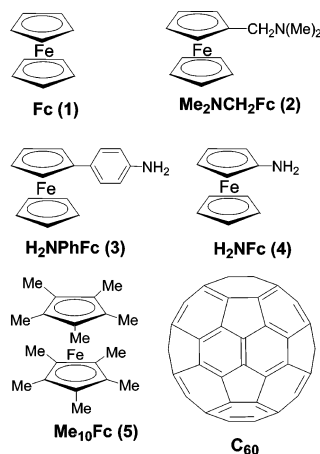 Fe
Fc (1)
CH₂N(Me)₂
Fe
Me₂NCH₂Fc (2)
NH₂
Fe
H₂NPhFc (3)
NH₂
Fe
H₂NFc (4)
Me Me
Me Me
Me
Fe
Me Me
Me Me
Me
Me₁₀Fc (5)
C₆₀